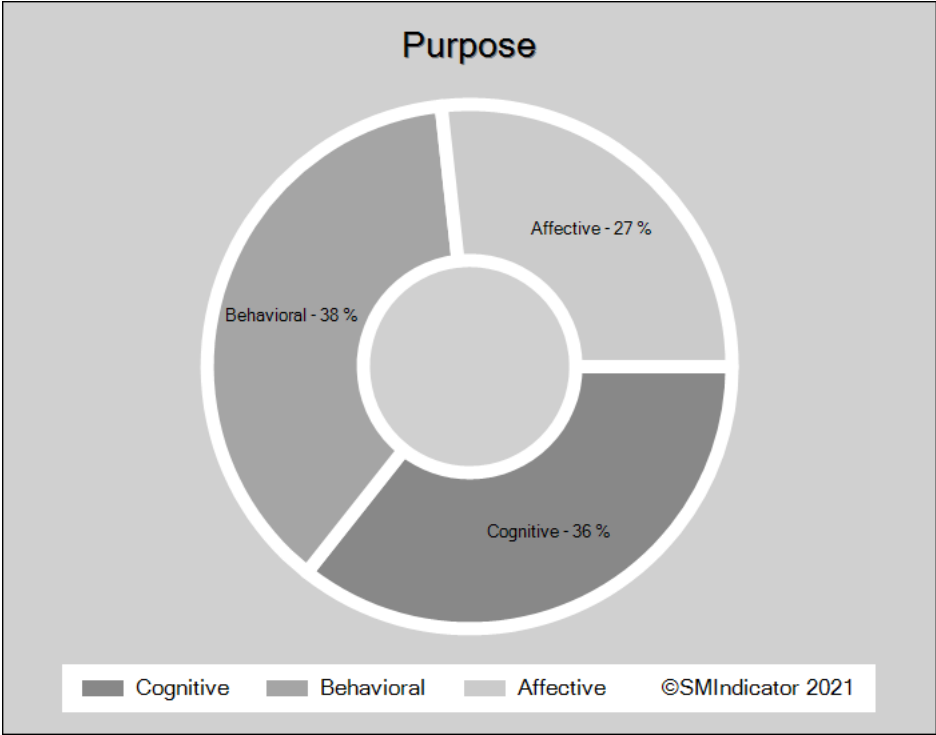 Purpose
Affective - 27 %
Behavioral - 38 %
Cognitive - 36 %
Cognitive Behavioral Affective ©SMIndicator 2021